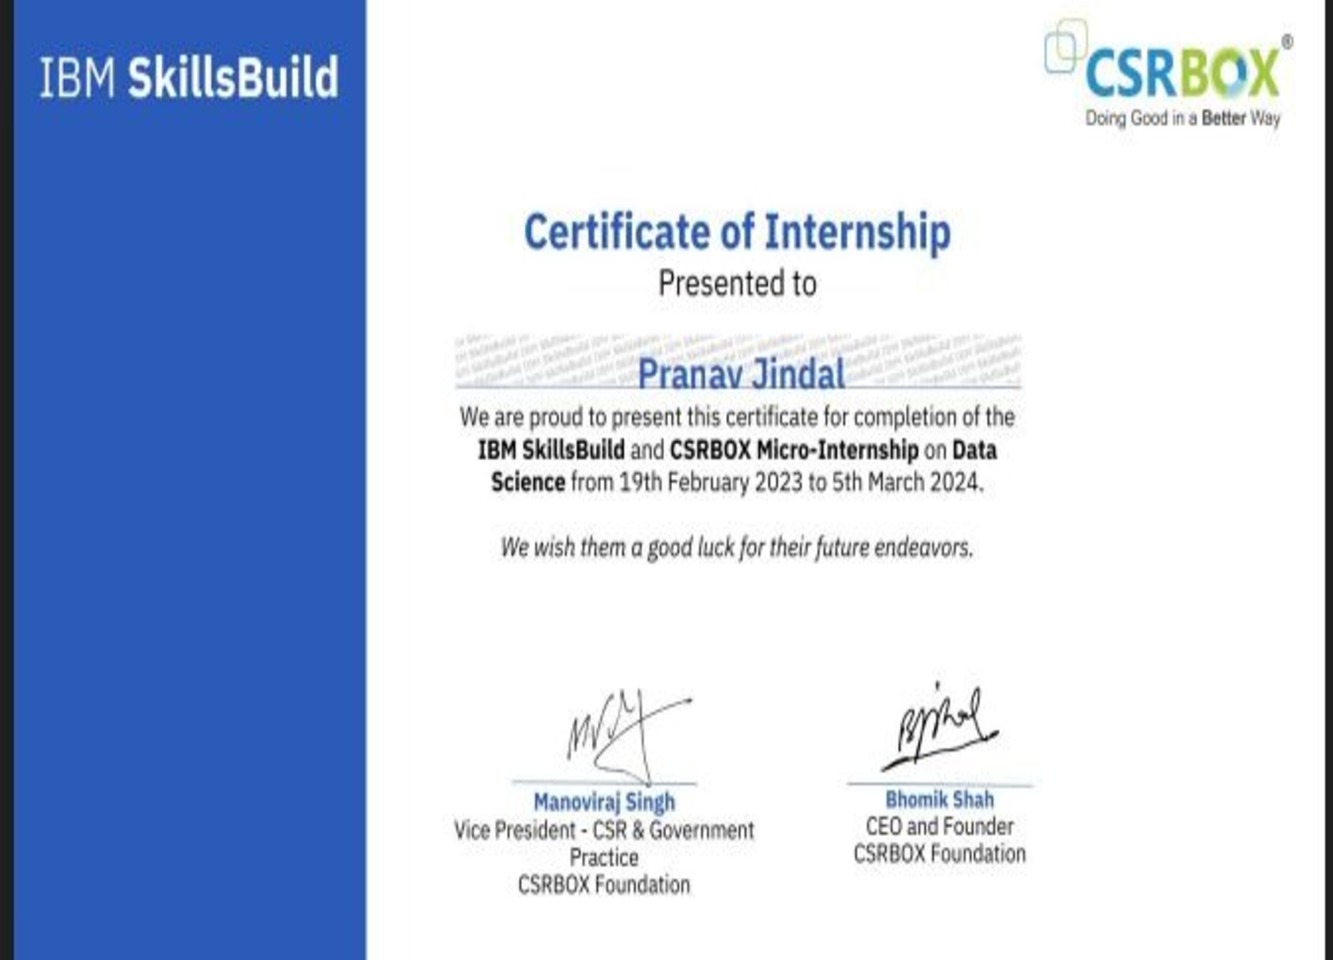 IBM SkillsBuild
CSRBOX®
Doing Good in a Better Way
Certificate of Internship
Presented to
Pranav Jindal
We are proud to present this certificate for completion of the
IBM SkillsBuild and CSRBOX Micro-Internship on Data
Science from 19th February 2023 to 5th March 2024.
We wish them a good luck for their future endeavors.
Manoviraj Singh
Vice President - CSR & Government
Practice
CSRBOX Foundation
Bhomik Shah
CEO and Founder
CSRBOX Foundation